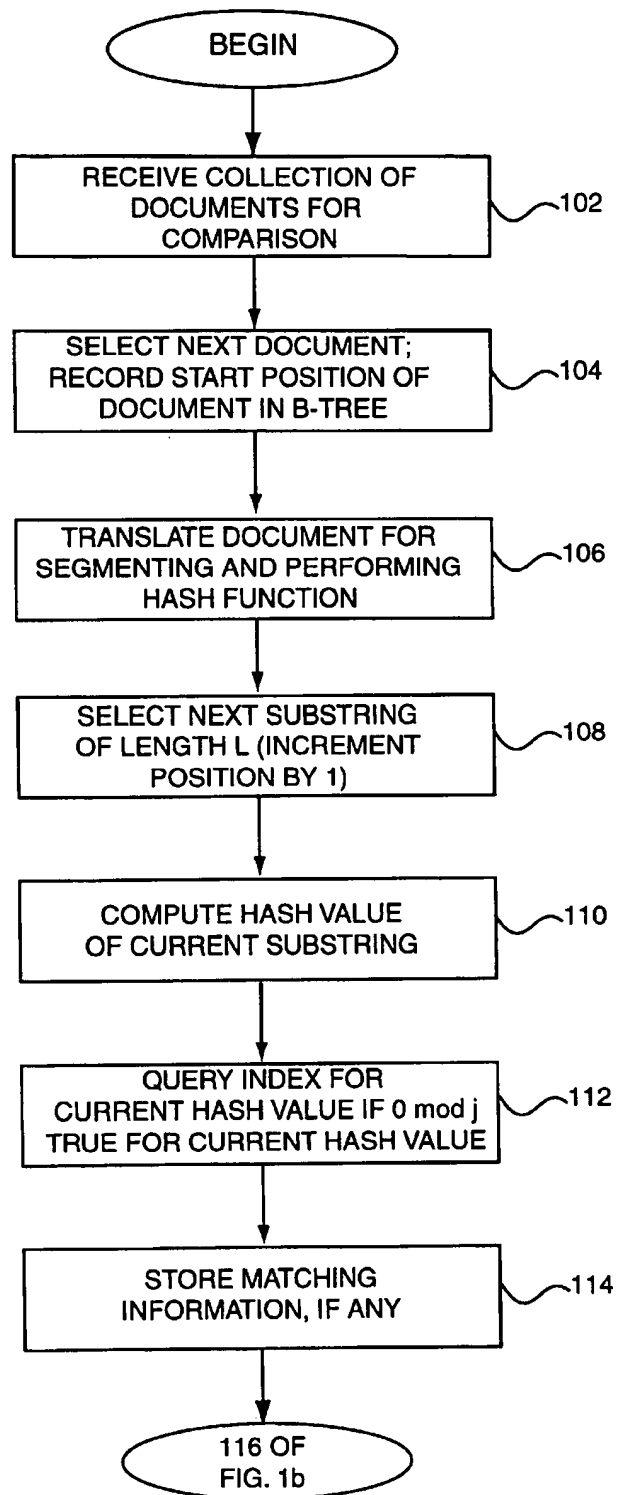 BEGIN
RECEIVE COLLECTION OF
DOCUMENTS FOR
COMPARISON
102
SELECT NEXT DOCUMENT;
RECORD START POSITION OF
DOCUMENT IN B-TREE
104
TRANSLATE DOCUMENT FOR
SEGMENTING AND PERFORMING
HASH FUNCTION
106
SELECT NEXT SUBSTRING
OF LENGTH L (INCREMENT
POSITION BY 1)
108
COMPUTE HASH VALUE
OF CURRENT SUBSTRING
110
QUERY INDEX FOR
CURRENT HASH VALUE IF 0 mod j
TRUE FOR CURRENT HASH VALUE
112
STORE MATCHING
INFORMATION, IF ANY
114
116 OF
FIG. 1b